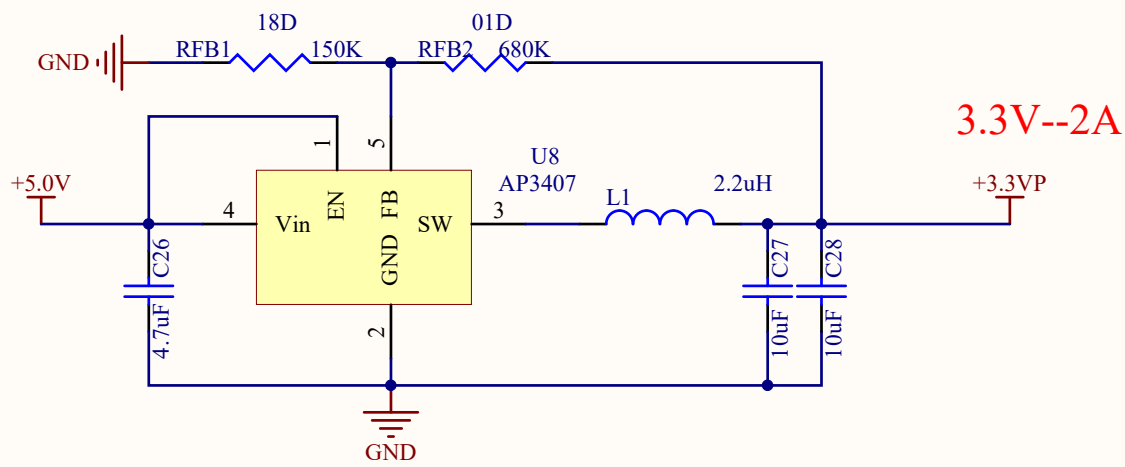 18D
01D
GND
RFB1
150K
RFB2
680K
3.3V--2A
1
5
U8
AP3407
+5.0V
4
Vin
EN
FB
GND
SW
3
L1
2.2uH
+3.3VP
C26
4.7uF
C27
10uF
C28
10uF
2
GND